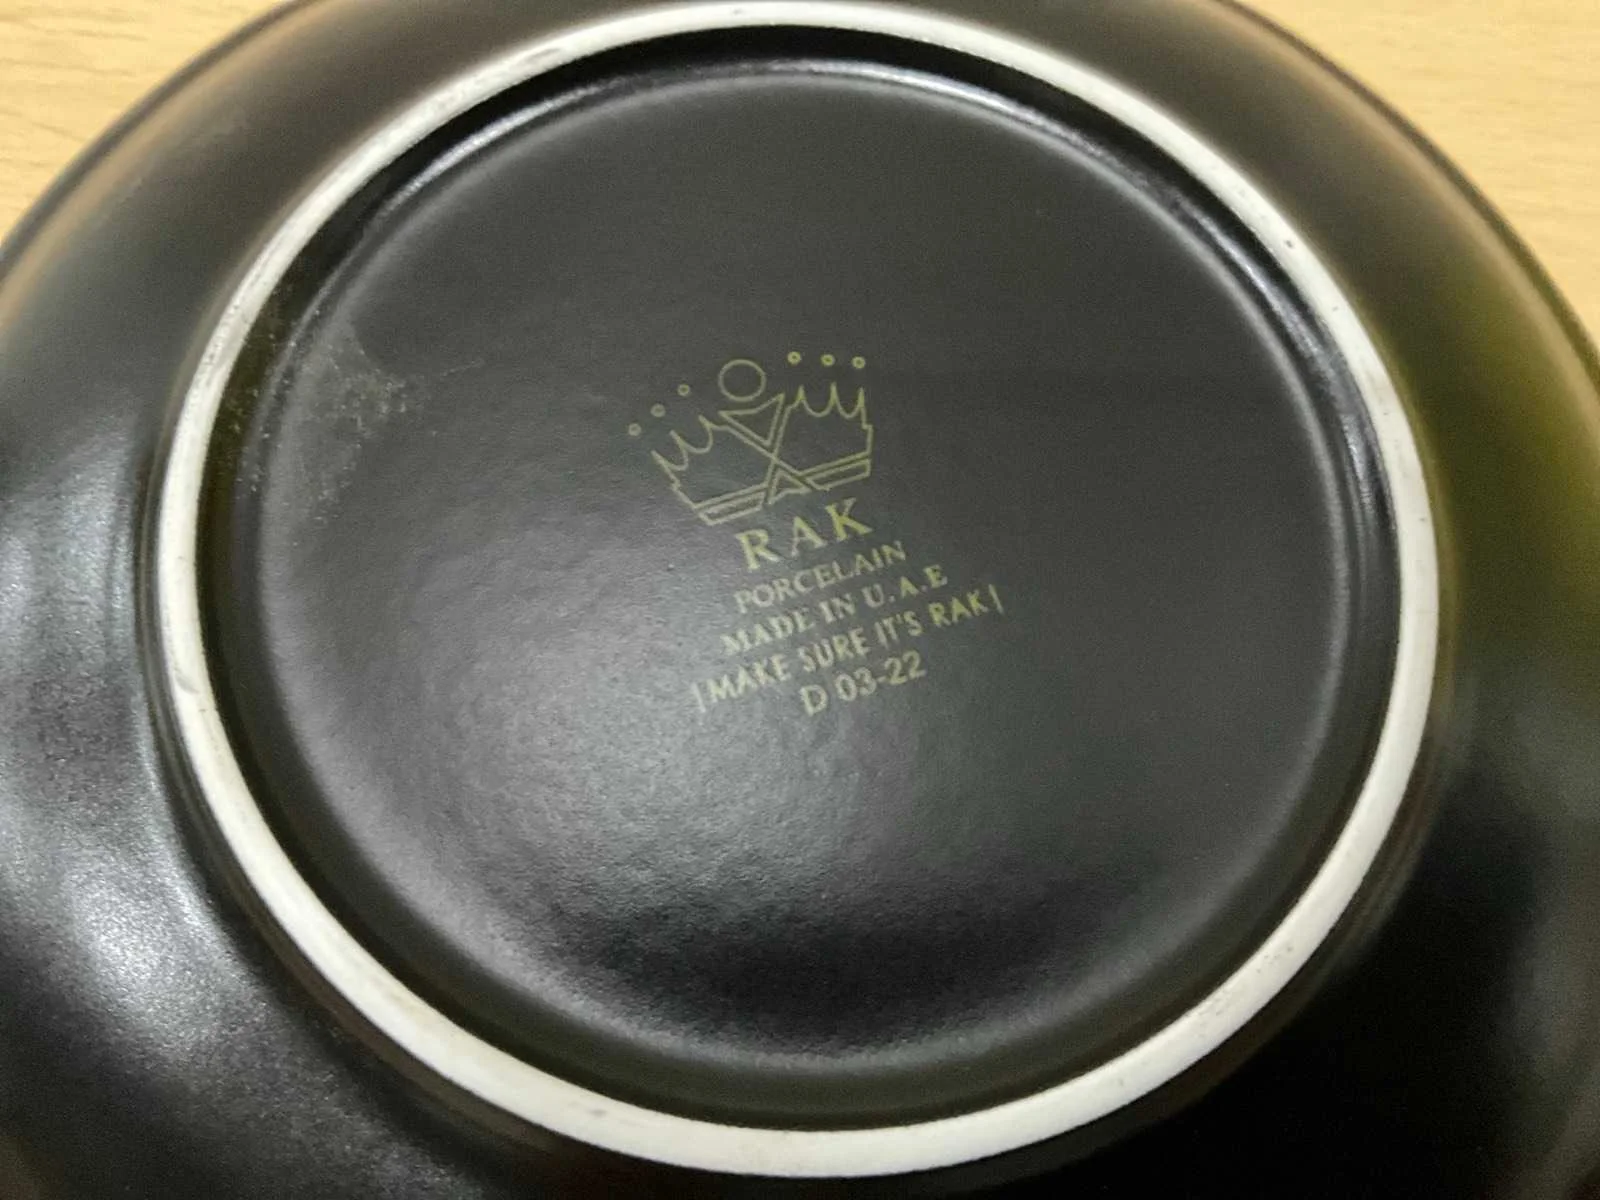 RAK
PORCELAIN
MADE IN U.A.E
|MAKE SURE IT'S RAK|
D 03-22